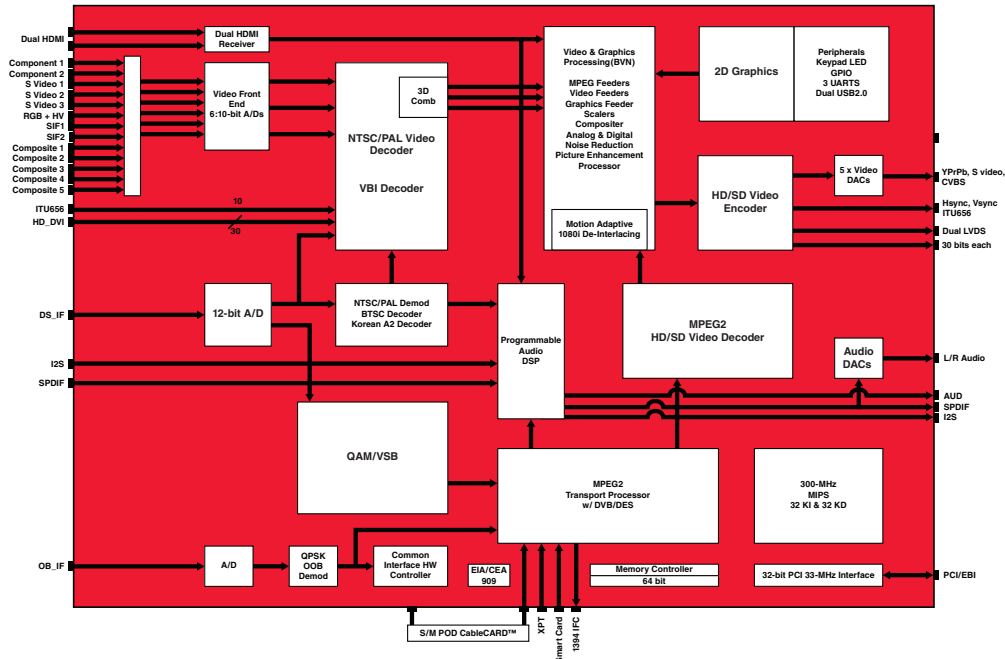 Dual HDMI
Component 1
Component 2
S Video 1
S Video 2
S Video 3
RGB + HV
SIF1
SIF2
Composite 1
Composite 2
Composite 3
Composite 4
Composite 5
ITU656
HD_DVI
DS_IF
I2S
SPDIF
OB_IF
Dual HDMI
Receiver
Video Front
End
6:10-bit A/Ds
10
30
NTSC/PAL Video
Decoder
VBI Decoder
3D
Comb
Video & Graphics
Processing(BVN)
MPEG Feeders
Video Feeders
Graphics Feeder
Scalers
Compositer
Analog & Digital
Noise Reduction
Picture Enhancement
Processor
Motion Adaptive
1080i De-Interlacing
2D Graphics
Peripherals
Keypad LED
GPIO
3 UARTS
Dual USB2.0
HD/SD Video
Encoder
5 x Video
DACs
YPrPb, S video,
CVBS
Hsync, Vsync
ITU656
Dual LVDS
30 bits each
12-bit A/D
NTSC/PAL Demod
BTSC Decoder
Korean A2 Decoder
Programmable
Audio
DSP
MPEG2
HD/SD Video Decoder
Audio
DACs
L/R Audio
AUD
SPDIF
I2S
QAM/VSB
MPEG2
Transport Processor
w/ DVB/DES
300-MHz
MIPS
32 KI & 32 KD
A/D
QPSK
OOB
Demod
Common
Interface HW
Controller
EIA/CEA
909
Memory Controller
64 bit
32-bit PCI 33-MHz Interface
PCI/EBI
S/M POD CableCARD™
XPT
Smart Card
1394 IFC